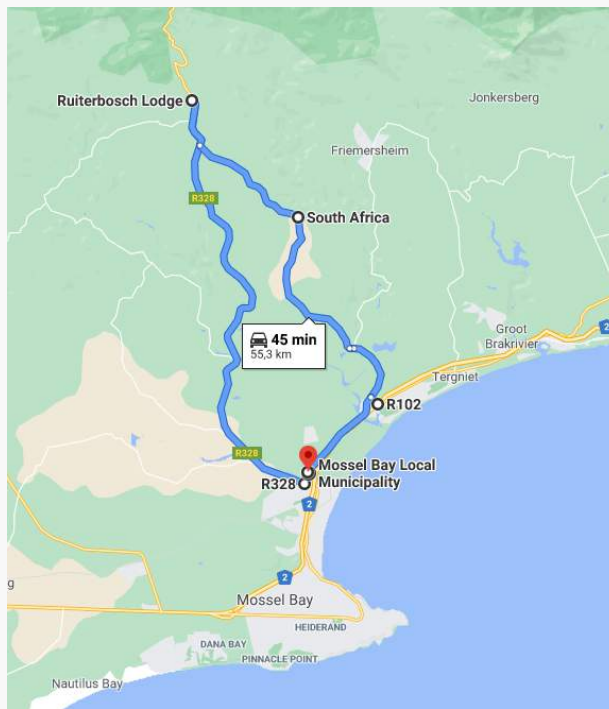 Ruiterbosch Lodge
Jonkersberg
Friemersheim
R328
South Africa
45 min
55,3 km
Groot
Brakrivier
2
Tergniet
R102
R328
Mossel Bay Local
Municipality
R328
2
2
g
Mossel Bay
HEIDERAND
DANA BAY
PINNACLE POINT
Nautilus Bay